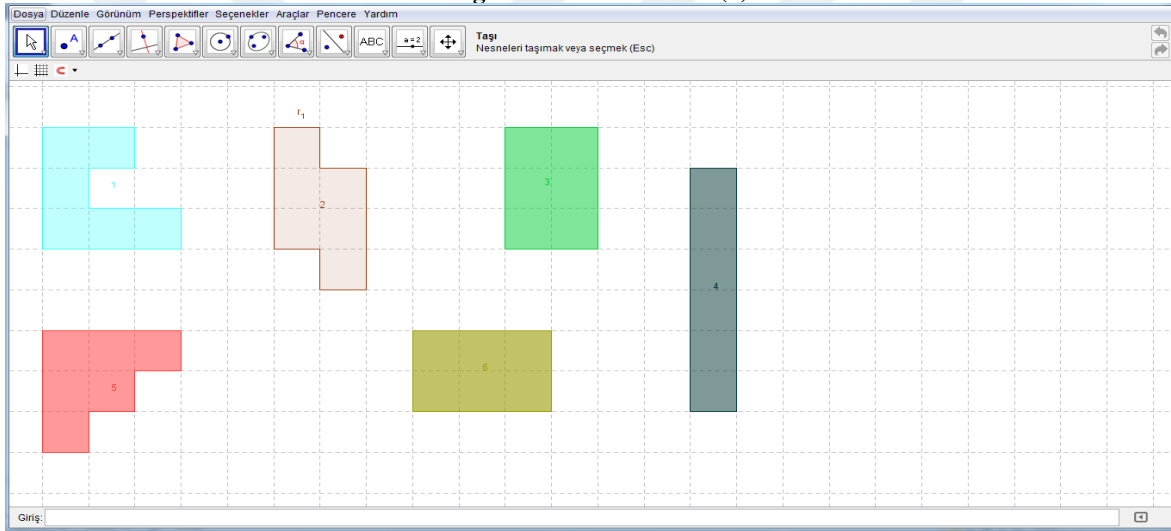 Dosya Düzenle Görünüm Perspektifler Seçenekler Araçlar Pencere Yardım
A
α
ABC
a = 2
Taşı
Nesneleri taşımak veya seçmek (Esc)
r₁
1
2
3
4
5
6
Giriş: